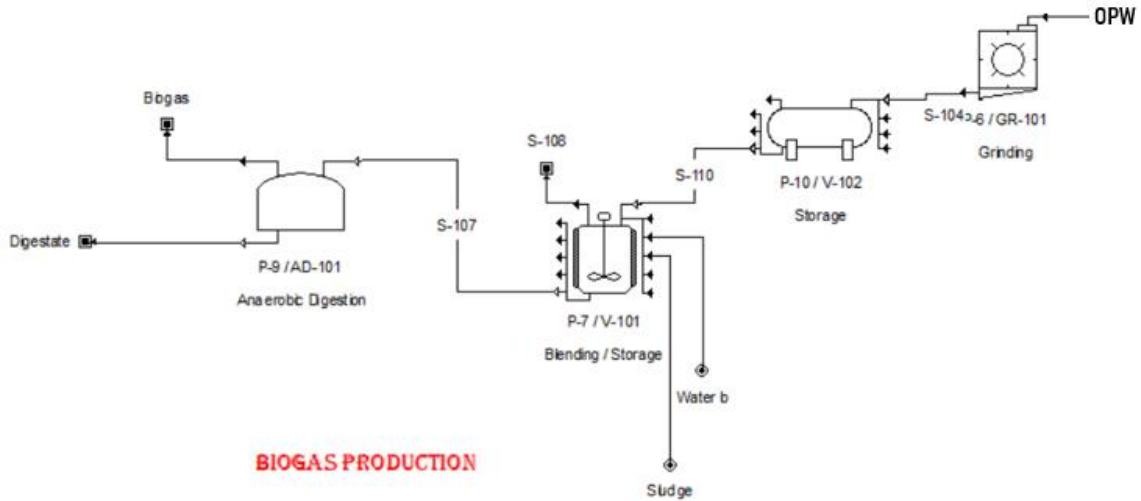 OPW
Biogas
S-104
P-6 / GR-101
Grinding
S-108
S-110
P-10 / V-102
Storage
S-107
Digestate
P-9 / AD-101
Anaerobic Digestion
P-7 / V-101
Blending / Storage
Water b
BIOGAS PRODUCTION
Sludge